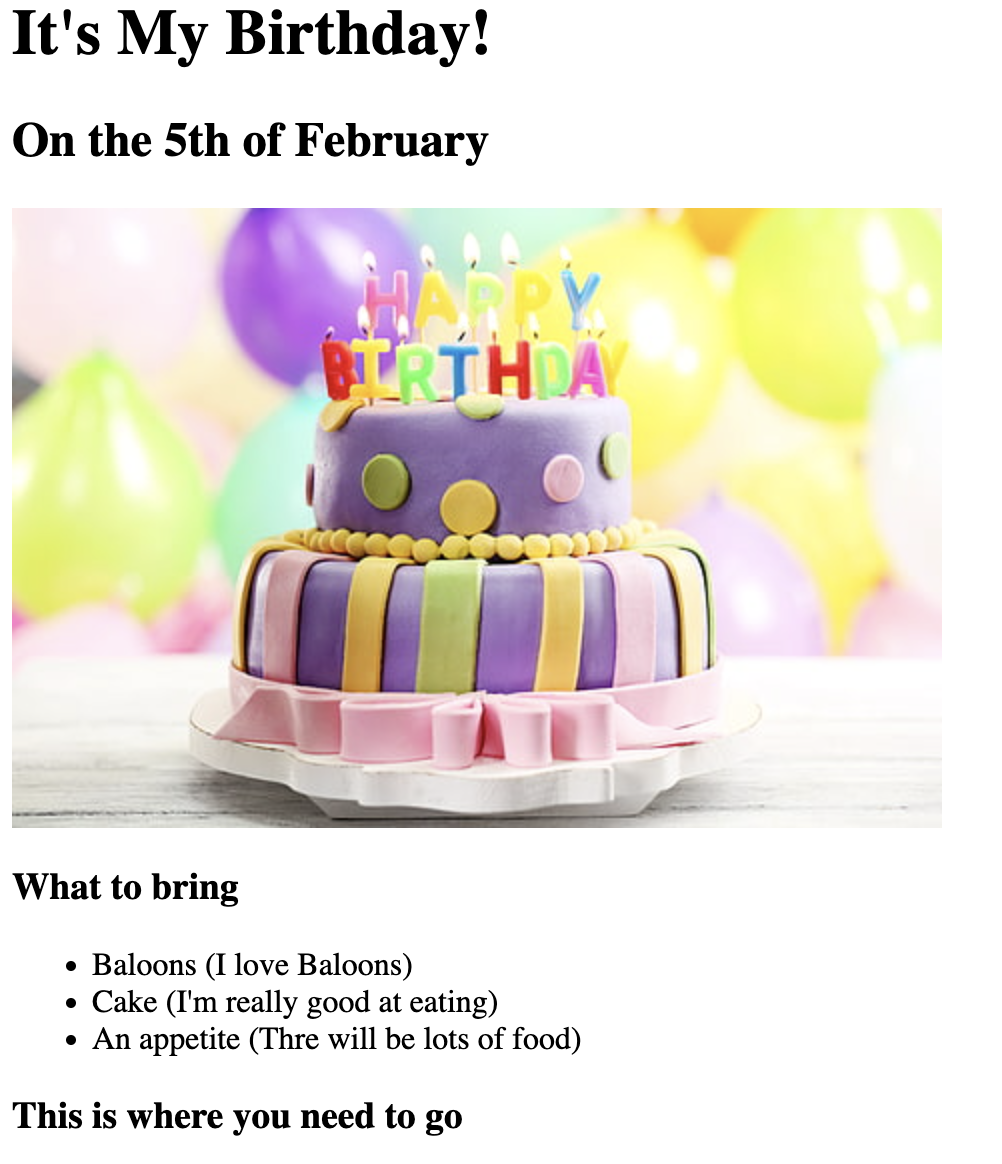 It's My Birthday!
On the 5th of February
HAPPY
BIRTHDAY
What to bring
Baloons (I love Baloons)
Cake (I'm really good at eating)
An appetite (Thre will be lots of food)
This is where you need to go